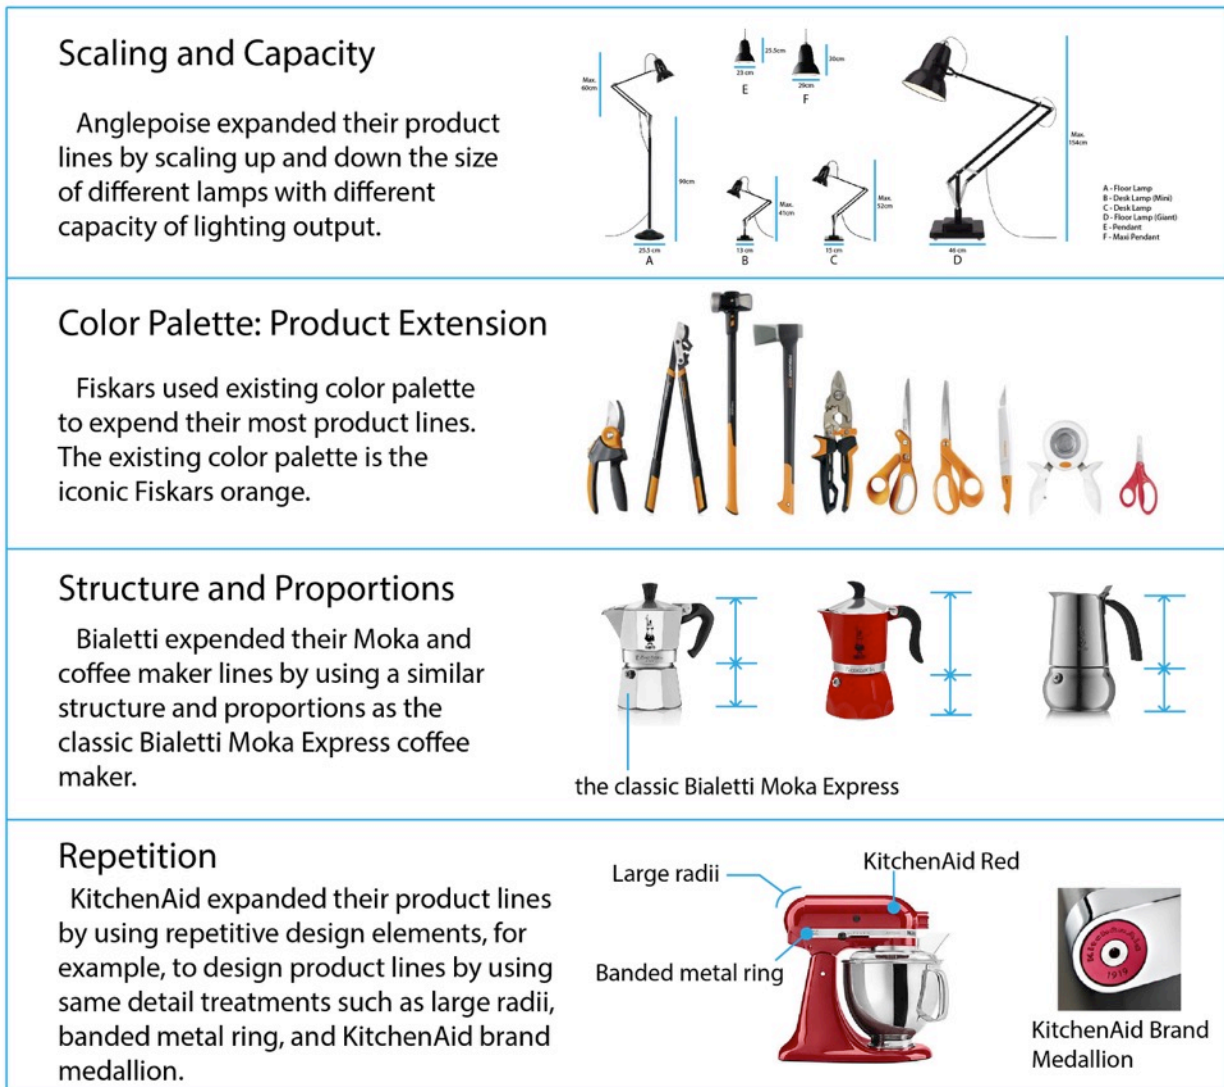 Scaling and Capacity
Anglepoise expanded their product
lines by scaling up and down the size
of different lamps with different
capacity of lighting output.
Max.
60cm
90cm
25.5 cm
A
25.5cm
23 cm
E
30cm
29cm
F
Max.
41cm
13 cm
B
Max.
52cm
15 cm
C
Max.
154cm
46 cm
D
A - Floor Lamp
B - Desk Lamp (Mini)
C - Desk Lamp
D - Floor Lamp (Giant)
E - Pendant
F - Maxi Pendant
Color Palette: Product Extension
Fiskars used existing color palette
to expend their most product lines.
The existing color palette is the
iconic Fiskars orange.
Structure and Proportions
Bialetti expended their Moka and
coffee maker lines by using a similar
structure and proportions as the
classic Bialetti Moka Express coffee
maker.
the classic Bialetti Moka Express
Repetition
KitchenAid expanded their product lines
by using repetitive design elements, for
example, to design product lines by using
same detail treatments such as large radii,
banded metal ring, and KitchenAid brand
medallion.
Large radii
KitchenAid Red
Banded metal ring
KitchenAid
1919
KitchenAid Brand
Medallion